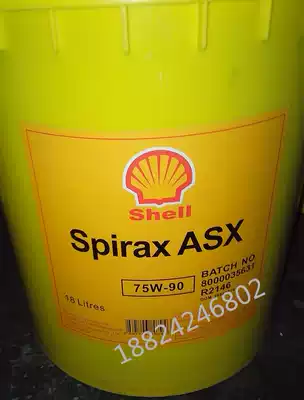 Shell
Spirax ASX
75W-90
BATCH NO
8000035631
R2146
18 Litres
18824246802